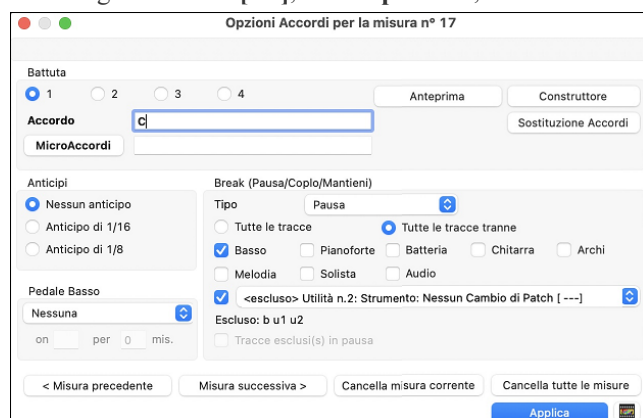 Opzioni Accordi per la misura n° 17
Battuta
1 2 3 4 Anteprima Construttore
Accordo C Sostituzione Accordi
MicroAccordi
Anticipi Break (Pausa/Coplo/Mantieni)
Nessun anticipo Tipo Pausa
Anticipo di 1/16 Tutte le tracce Tutte le tracce tranne
Anticipo di 1/8 Basso Pianoforte Batteria Chitarra Archi
Melodia Solista Audio
Pedale Basso <escluso> Utilità n.2: Strumento: Nessun Cambio di Patch [ ---]
Nessuna Escluso: b u1 u2
on per 0 mis. Tracce esclusi(s) in pausa
< Misura precedente Misura successiva > Cancella misura corrente Cancella tutte le misure
Applica